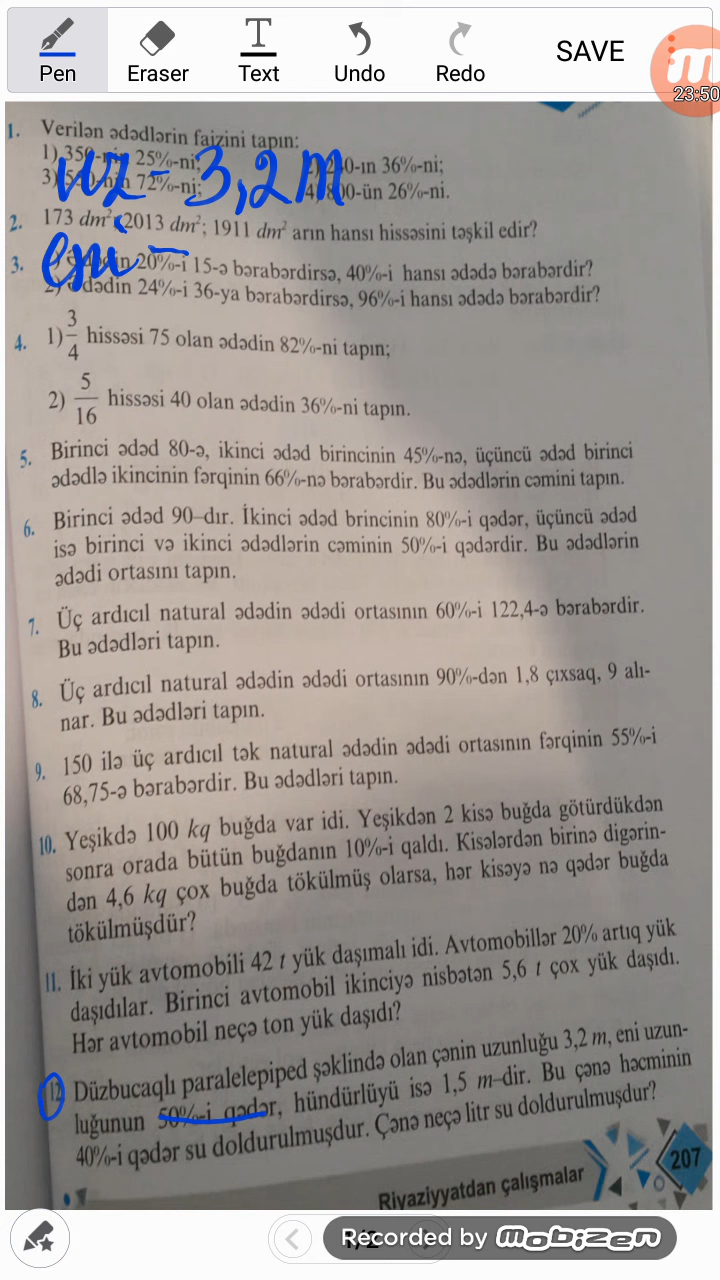 Pen
Eraser
Text
Undo
Redo
SAVE
23:50
1. Verilən ədədlərin faizini tapın:
1) 350-nin 25%-ni;
36%-ni;
3) 72%-ni;
26%-ni.
uz - 3,2 m
2. 173 dm²; 2013 dm²; 1911 dm² arın hansı hissəsini təşkil edir?
eni -
3. 20%-i 15-ə bərabərdirsə, 40%-i hansı ədədə bərabərdir?
2) Ədədin 24%-i 36-ya bərabərdirsə, 96%-i hansı ədədə bərabərdir?
4. 1) 3/4 hissəsi 75 olan ədədin 82%-ni tapın;
2) 5/16 hissəsi 40 olan ədədin 36%-ni tapın.
5. Birinci ədəd 80-ə, ikinci ədəd birincinin 45%-nə, üçüncü ədəd birinci
ədədlə ikincinin fərqinin 66%-nə bərabərdir. Bu ədədlərin cəmini tapın.
6. Birinci ədəd 90–dır. İkinci ədəd brincinin 80%-i qədər, üçüncü ədəd
isə birinci və ikinci ədədlərin cəminin 50%-i qədərdir. Bu ədədlərin
ədədi ortasını tapın.
7. Üç ardıcıl natural ədədin ədədi ortasının 60%-i 122,4-ə bərabərdir.
Bu ədədləri tapın.
8. Üç ardıcıl natural ədədin ədədi ortasının 90%-dən 1,8 çıxsaq, 9 alı-
nar. Bu ədədləri tapın.
9. 150 ilə üç ardıcıl tək natural ədədin ədədi ortasının fərqinin 55%-i
68,75-ə bərabərdir. Bu ədədləri tapın.
10. Yeşikdə 100 kq buğda var idi. Yeşikdən 2 kisə buğda götürdükdən
sonra orada bütün buğdanın 10%-i qaldı. Kisələrdən birinə digərin-
dən 4,6 kq çox buğda tökülmüş olarsa, hər kisəyə nə qədər buğda
tökülmüşdür?
11. İki yük avtomobili 42 t yük daşımalı idi. Avtomobillər 20% artıq yük
daşıdılar. Birinci avtomobil ikinciyə nisbətən 5,6 t çox yük daşıdı.
Hər avtomobil neçə ton yük daşıdı?
12. Düzbucaqlı paralelepiped şəklində olan çənin uzunluğu 3,2 m, eni uzun-
luğunun 50%-i qədər, hündürlüyü isə 1,5 m–dir. Bu çənə həcminin
40%-i qədər su doldurulmuşdur. Çənə neçə litr su doldurulmuşdur?
207
Riyaziyyatdan çalışmalar
1/2
Recorded by Mobizen